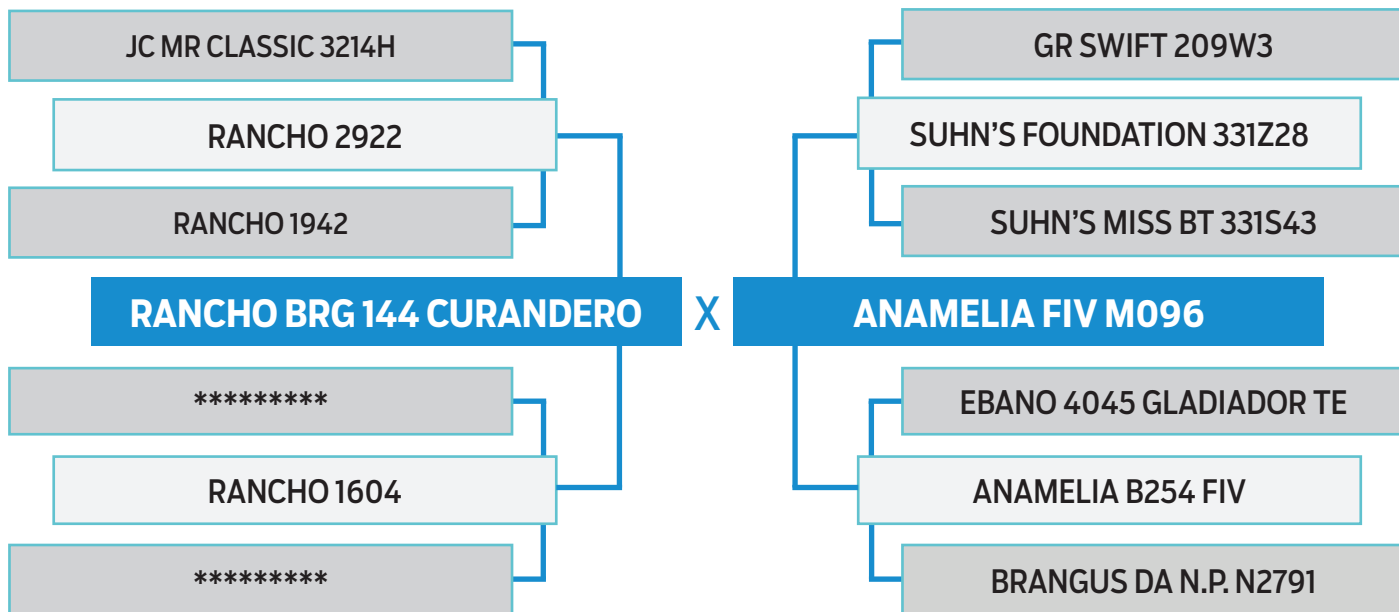 JC MR CLASSIC 3214H
RANCHO 2922
RANCHO 1942
RANCHO BRG 144 CURANDERO
*********
RANCHO 1604
*********
X
GR SWIFT 209W3
SUHN'S FOUNDATION 331Z28
SUHN'S MISS BT 331S43
ANAMELIA FIV M096
EBANO 4045 GLADIADOR TE
ANAMELIA B254 FIV
BRANGUS DA N.P. N2791